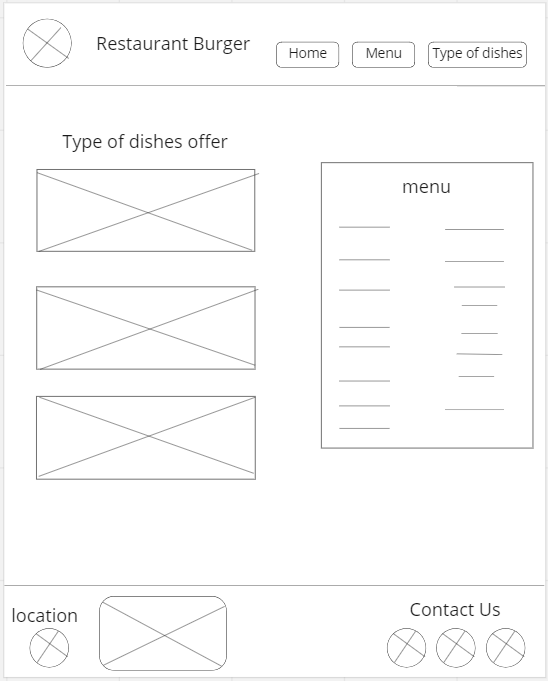 Restaurant Burger
Home
Menu
Type of dishes
Type of dishes offer
menu
location
Contact Us